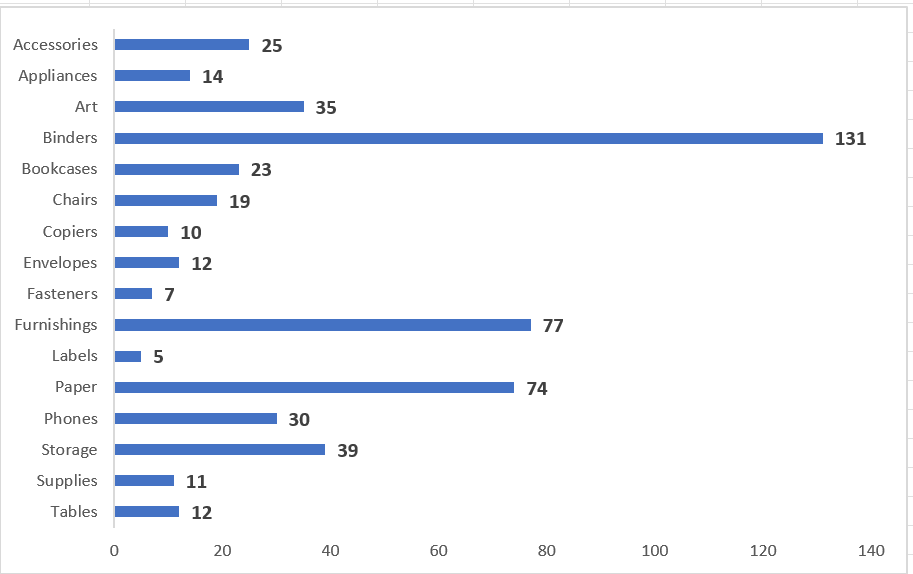 Accessories 25
Appliances 14
Art 35
Binders 131
Bookcases 23
Chairs 19
Copiers 10
Envelopes 12
Fasteners 7
Furnishings 77
Labels 5
Paper 74
Phones 30
Storage 39
Supplies 11
Tables 12
0 20 40 60 80 100 120 140